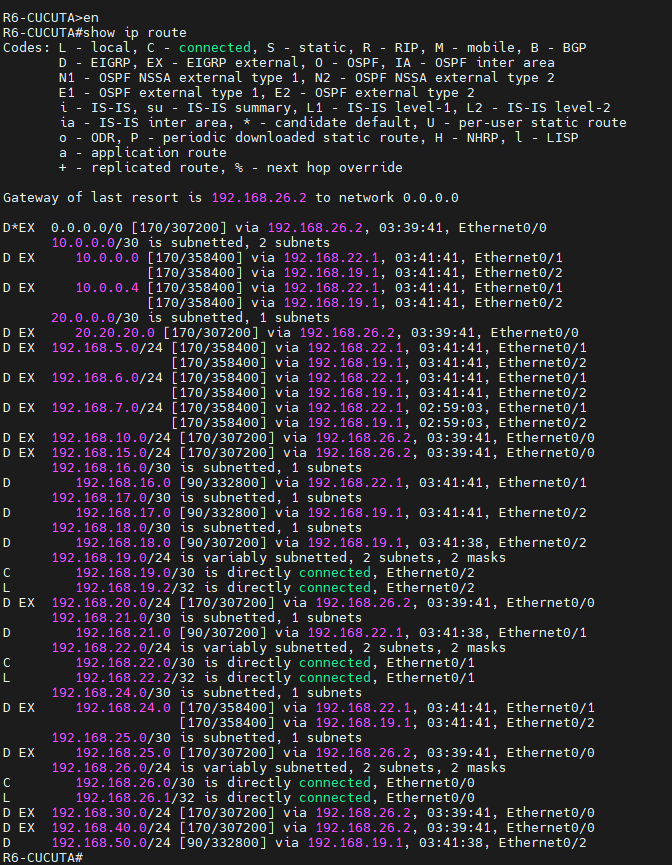 R6-CUCUTA>en
R6-CUCUTA#show ip route
Codes: L - local, C - connected, S - static, R - RIP, M - mobile, B - BGP
       D - EIGRP, EX - EIGRP external, O - OSPF, IA - OSPF inter area
       N1 - OSPF NSSA external type 1, N2 - OSPF NSSA external type 2
       E1 - OSPF external type 1, E2 - OSPF external type 2
       i - IS-IS, su - IS-IS summary, L1 - IS-IS level-1, L2 - IS-IS level-2
       ia - IS-IS inter area, * - candidate default, U - per-user static route
       o - ODR, P - periodic downloaded static route, H - NHRP, l - LISP
       a - application route
       + - replicated route, % - next hop override

Gateway of last resort is 192.168.26.2 to network 0.0.0.0

D*EX  0.0.0.0/0 [170/307200] via 192.168.26.2, 03:39:41, Ethernet0/0
      10.0.0.0/30 is subnetted, 2 subnets
D EX     10.0.0.0 [170/358400] via 192.168.22.1, 03:41:41, Ethernet0/1
                  [170/358400] via 192.168.19.1, 03:41:41, Ethernet0/2
D EX     10.0.0.4 [170/358400] via 192.168.22.1, 03:41:41, Ethernet0/1
                  [170/358400] via 192.168.19.1, 03:41:41, Ethernet0/2
      20.0.0.0/30 is subnetted, 1 subnets
D EX     20.20.20.0 [170/307200] via 192.168.26.2, 03:39:41, Ethernet0/0
D EX  192.168.5.0/24 [170/358400] via 192.168.22.1, 03:41:41, Ethernet0/1
                     [170/358400] via 192.168.19.1, 03:41:41, Ethernet0/2
D EX  192.168.6.0/24 [170/358400] via 192.168.22.1, 03:41:41, Ethernet0/1
                     [170/358400] via 192.168.19.1, 03:41:41, Ethernet0/2
D EX  192.168.7.0/24 [170/358400] via 192.168.22.1, 02:59:03, Ethernet0/1
                     [170/358400] via 192.168.19.1, 02:59:03, Ethernet0/2
D EX  192.168.10.0/24 [170/307200] via 192.168.26.2, 03:39:41, Ethernet0/0
D EX  192.168.15.0/24 [170/307200] via 192.168.26.2, 03:39:41, Ethernet0/0
      192.168.16.0/30 is subnetted, 1 subnets
D        192.168.16.0 [90/332800] via 192.168.22.1, 03:41:41, Ethernet0/1
      192.168.17.0/30 is subnetted, 1 subnets
D        192.168.17.0 [90/332800] via 192.168.19.1, 03:41:41, Ethernet0/2
      192.168.18.0/30 is subnetted, 1 subnets
D        192.168.18.0 [90/307200] via 192.168.19.1, 03:41:38, Ethernet0/2
      192.168.19.0/24 is variably subnetted, 2 subnets, 2 masks
C        192.168.19.0/30 is directly connected, Ethernet0/2
L        192.168.19.2/32 is directly connected, Ethernet0/2
D EX  192.168.20.0/24 [170/307200] via 192.168.26.2, 03:39:41, Ethernet0/0
      192.168.21.0/30 is subnetted, 1 subnets
D        192.168.21.0 [90/307200] via 192.168.22.1, 03:41:38, Ethernet0/1
      192.168.22.0/24 is variably subnetted, 2 subnets, 2 masks
C        192.168.22.0/30 is directly connected, Ethernet0/1
L        192.168.22.2/32 is directly connected, Ethernet0/1
      192.168.24.0/30 is subnetted, 1 subnets
D EX     192.168.24.0 [170/358400] via 192.168.22.1, 03:41:41, Ethernet0/1
                      [170/358400] via 192.168.19.1, 03:41:41, Ethernet0/2
      192.168.25.0/30 is subnetted, 1 subnets
D EX     192.168.25.0 [170/307200] via 192.168.26.2, 03:39:41, Ethernet0/0
      192.168.26.0/24 is variably subnetted, 2 subnets, 2 masks
C        192.168.26.0/30 is directly connected, Ethernet0/0
L        192.168.26.1/32 is directly connected, Ethernet0/0
D EX  192.168.30.0/24 [170/307200] via 192.168.26.2, 03:39:41, Ethernet0/0
D EX  192.168.40.0/24 [170/307200] via 192.168.26.2, 03:39:41, Ethernet0/0
D     192.168.50.0/24 [90/332800] via 192.168.19.1, 03:41:38, Ethernet0/2
R6-CUCUTA#